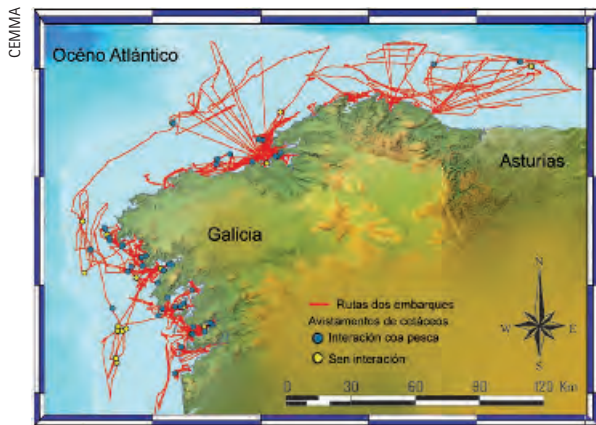 CEMMA
Océno Atlántico
Asturias
Galicia
Rutas dos embarques
Avistamentos de cetáceos
Interación coa pesca
Sen interación
N
W E
S
0 30 60 90 120 Km